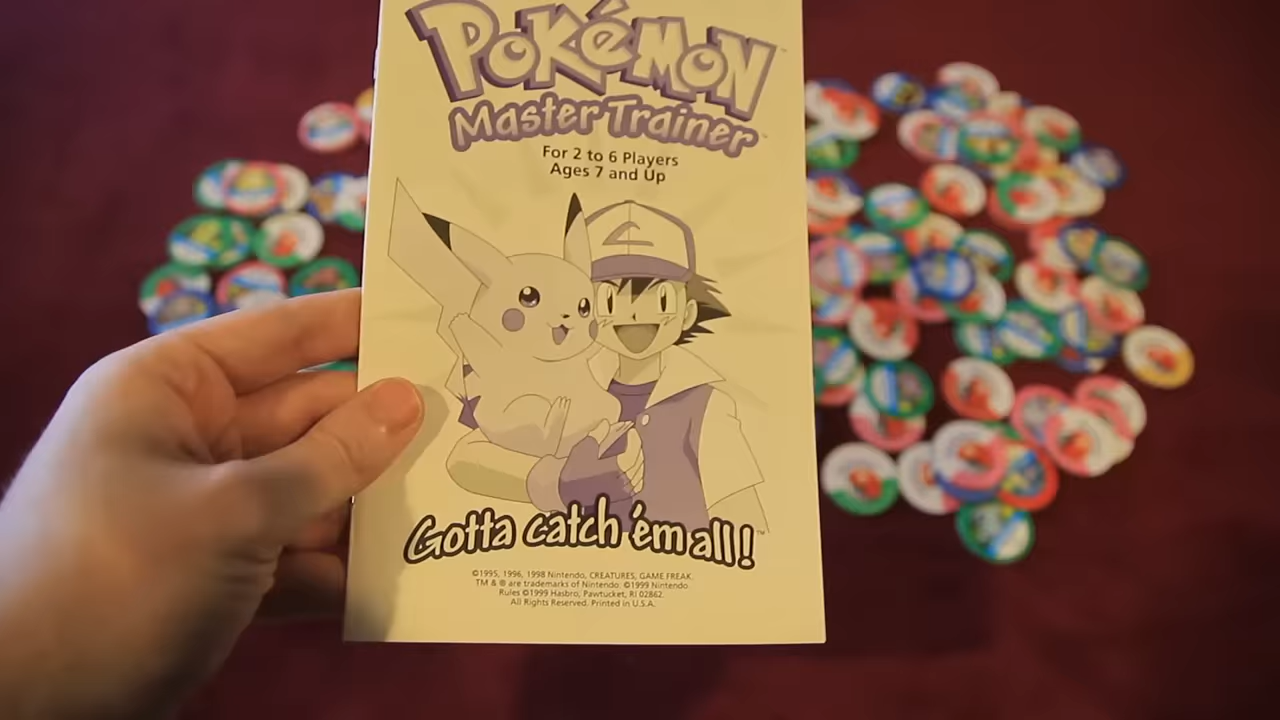 Pokémon
Master Trainer™
For 2 to 6 Players
Ages 7 and Up
Gotta catch 'em all!™
©1995, 1996, 1998 Nintendo, CREATURES, GAME FREAK.
TM & ® are trademarks of Nintendo. ©1999 Nintendo.
Rules ©1999 Hasbro, Pawtucket, RI 02862.
All Rights Reserved. Printed in U.S.A.